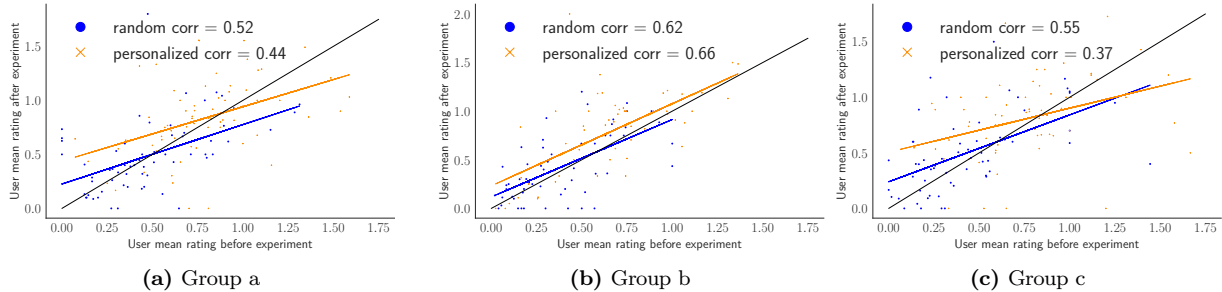 random corr = 0.52
personalized corr = 0.44
User mean rating after experiment
1.5
1.0
0.5
0.0
0.00 0.25 0.50 0.75 1.00 1.25 1.50 1.75
User mean rating before experiment
(a) Group a
random corr = 0.62
personalized corr = 0.66
User mean rating after experiment
2.0
1.5
1.0
0.5
0.0
0.00 0.25 0.50 0.75 1.00 1.25 1.50 1.75
User mean rating before experiment
(b) Group b
random corr = 0.55
personalized corr = 0.37
User mean rating after experiment
1.5
1.0
0.5
0.0
0.00 0.25 0.50 0.75 1.00 1.25 1.50 1.75
User mean rating before experiment
(c) Group c